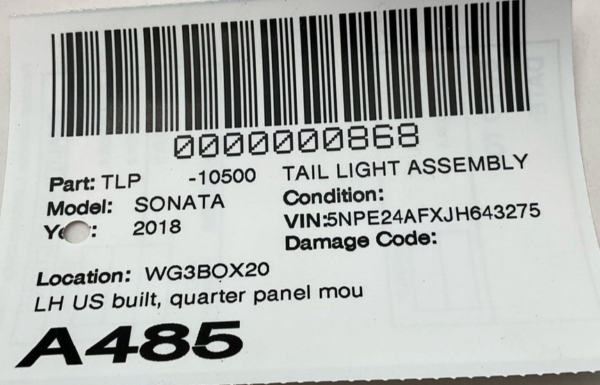 0000000868
Part: TLP -10500 TAIL LIGHT ASSEMBLY
Model: SONATA Condition:
2018 VIN:5NPE24AFXJH643275
Damage Code:
Location: WG3BOX20
LH US built, quarter panel mou
A485